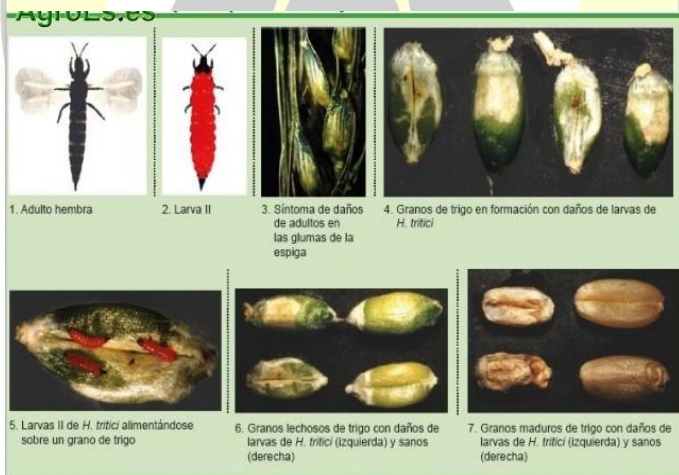 AgroEs.es
1. Adulto hembra
2. Larva II
3. Síntoma de daños
de adultos en
las glumas de la
espiga
4. Granos de trigo en formación con daños de larvas de
H. tritici
5. Larvas II de H. tritici alimentándose
sobre un grano de trigo
6. Granos lechosos de trigo con daños de
larvas de H. tritici (izquierda) y sanos
(derecha)
7. Granos maduros de trigo con daños de
larvas de H. tritici (izquierda) y sanos
(derecha)